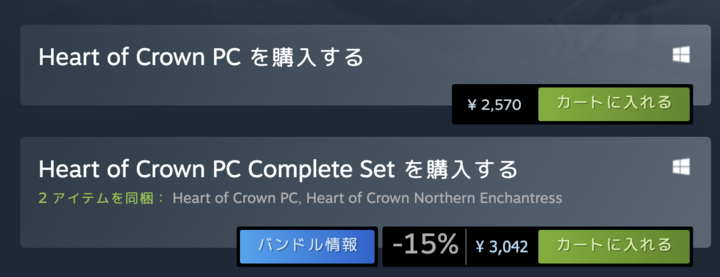 Heart of Crown PC を購入する
¥ 2,570
カートに入れる
Heart of Crown PC Complete Set を購入する
2 アイテムを同梱： Heart of Crown PC, Heart of Crown Northern Enchantress
バンドル情報
-15%
¥ 3,042
カートに入れる